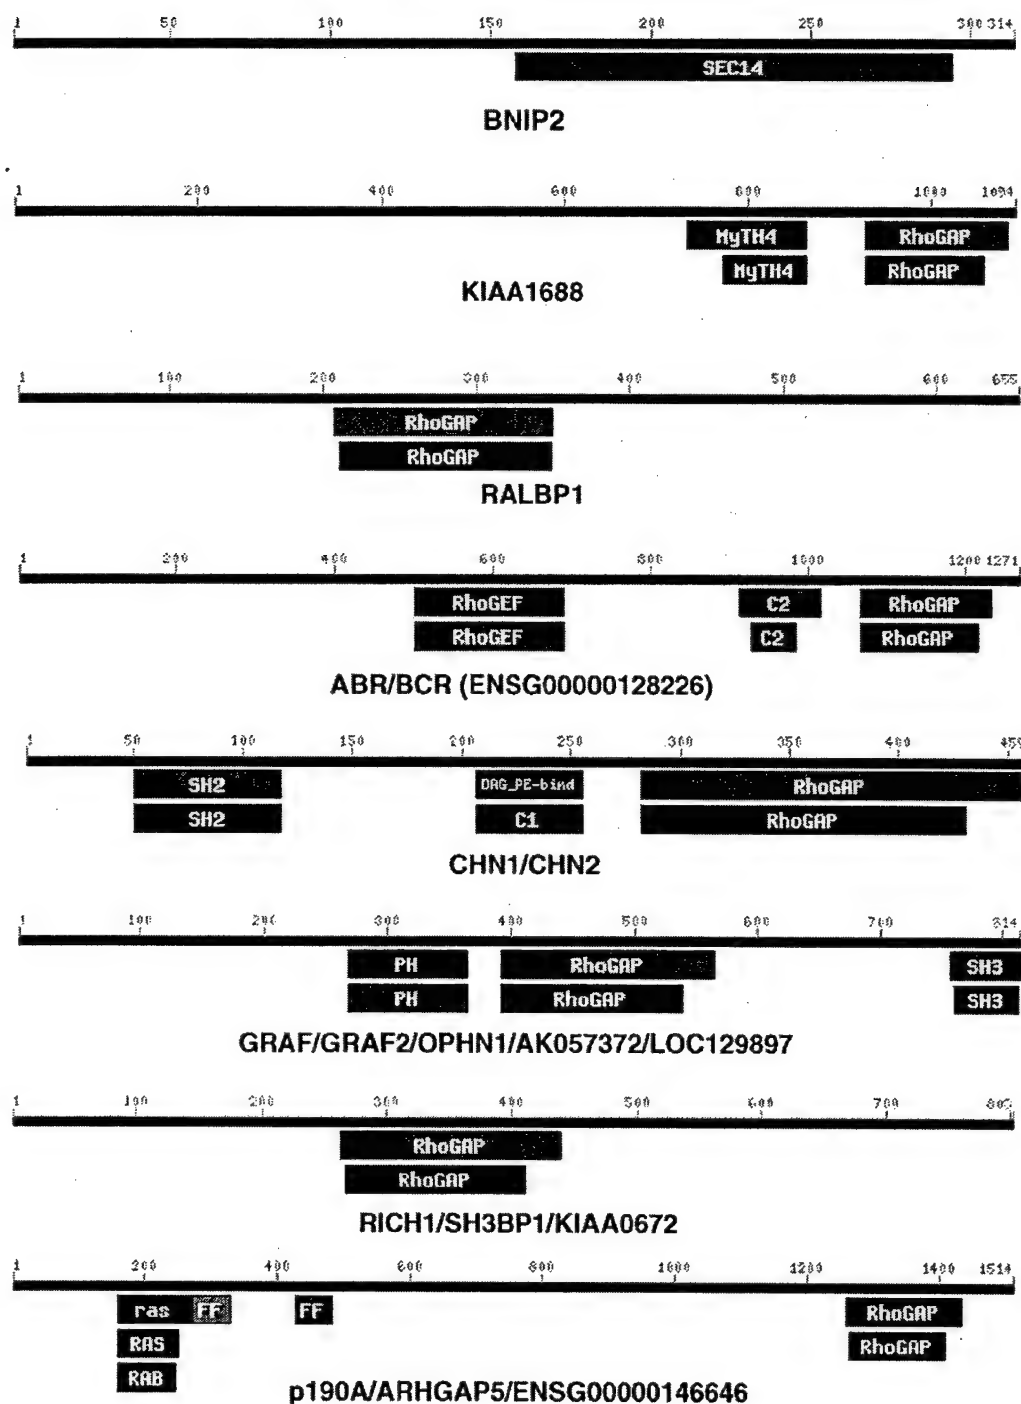 1 50 100 150 200 250 300 314
SEC14
BNIP2
1 200 400 600 800 1000 1094
MyTH4 RhoGAP
MyTH4 RhoGAP
KIAA1688
1 100 200 300 400 500 600 655
RhoGAP
RhoGAP
RALBP1
1 200 400 600 800 1000 1200 1271
RhoGEF C2 RhoGAP
RhoGEF C2 RhoGAP
ABR/BCR (ENSG00000128226)
1 50 100 150 200 250 300 350 400 459
SH2 DAG_PE-bind RhoGAP
SH2 C1 RhoGAP
CHN1/CHN2
1 100 200 300 400 500 600 700 814
PH RhoGAP SH3
PH RhoGAP SH3
GRAF/GRAF2/OPHN1/AK057372/LOC129897
1 100 200 300 400 500 600 700
RhoGAP
RhoGAP
RICH1/SH3BP1/KIAA0672
1 200 400 600 800 1000 1200 1400 1514
ras FF FF RhoGAP
RAS RhoGAP
RAB
p190A/ARHGAP5/ENSG00000146646